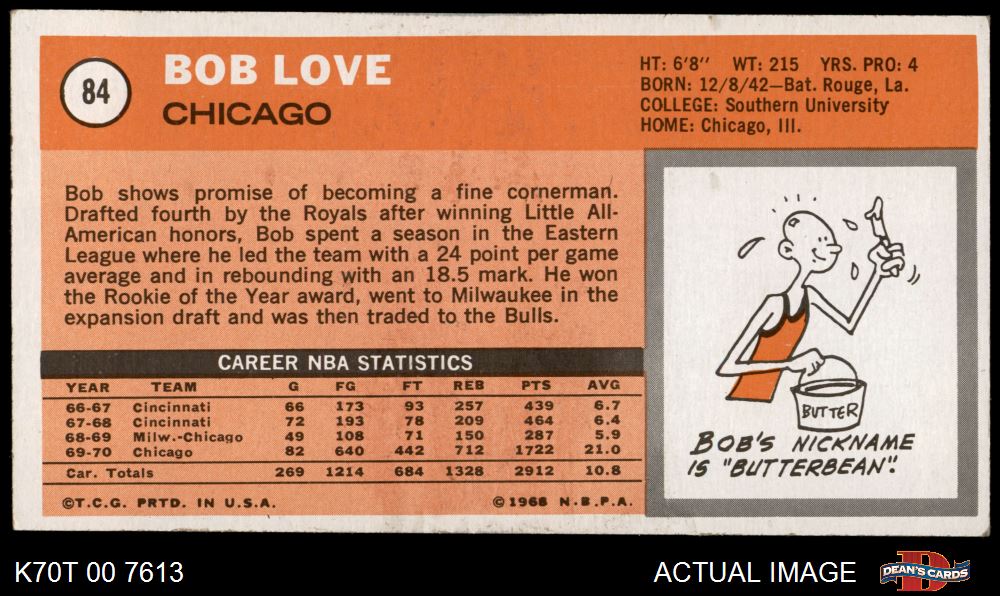 84
BOB LOVE
CHICAGO
HT: 6'8'' WT: 215 YRS. PRO: 4
BORN: 12/8/42—Bat. Rouge, La.
COLLEGE: Southern University
HOME: Chicago, Ill.
Bob shows promise of becoming a fine cornerman.
Drafted fourth by the Royals after winning Little All-
American honors, Bob spent a season in the Eastern
League where he led the team with a 24 point per game
average and in rebounding with an 18.5 mark. He won
the Rookie of the Year award, went to Milwaukee in the
expansion draft and was then traded to the Bulls.
CAREER NBA STATISTICS
YEAR TEAM G FG FT REB PTS AVG
66-67 Cincinnati 66 173 93 257 439 6.7
67-68 Cincinnati 72 193 78 209 464 6.4
68-69 Milw.-Chicago 49 108 71 150 287 5.9
69-70 Chicago 82 640 442 712 1722 21.0
Car. Totals 269 1214 684 1328 2912 10.8
©T.C.G. PRTD. IN U.S.A. ©1968 N.B.P.A.
BUTTER
BOB'S NICKNAME
IS "BUTTERBEAN".
K70T 00 7613
ACTUAL IMAGE
D
DEAN'S CARDS